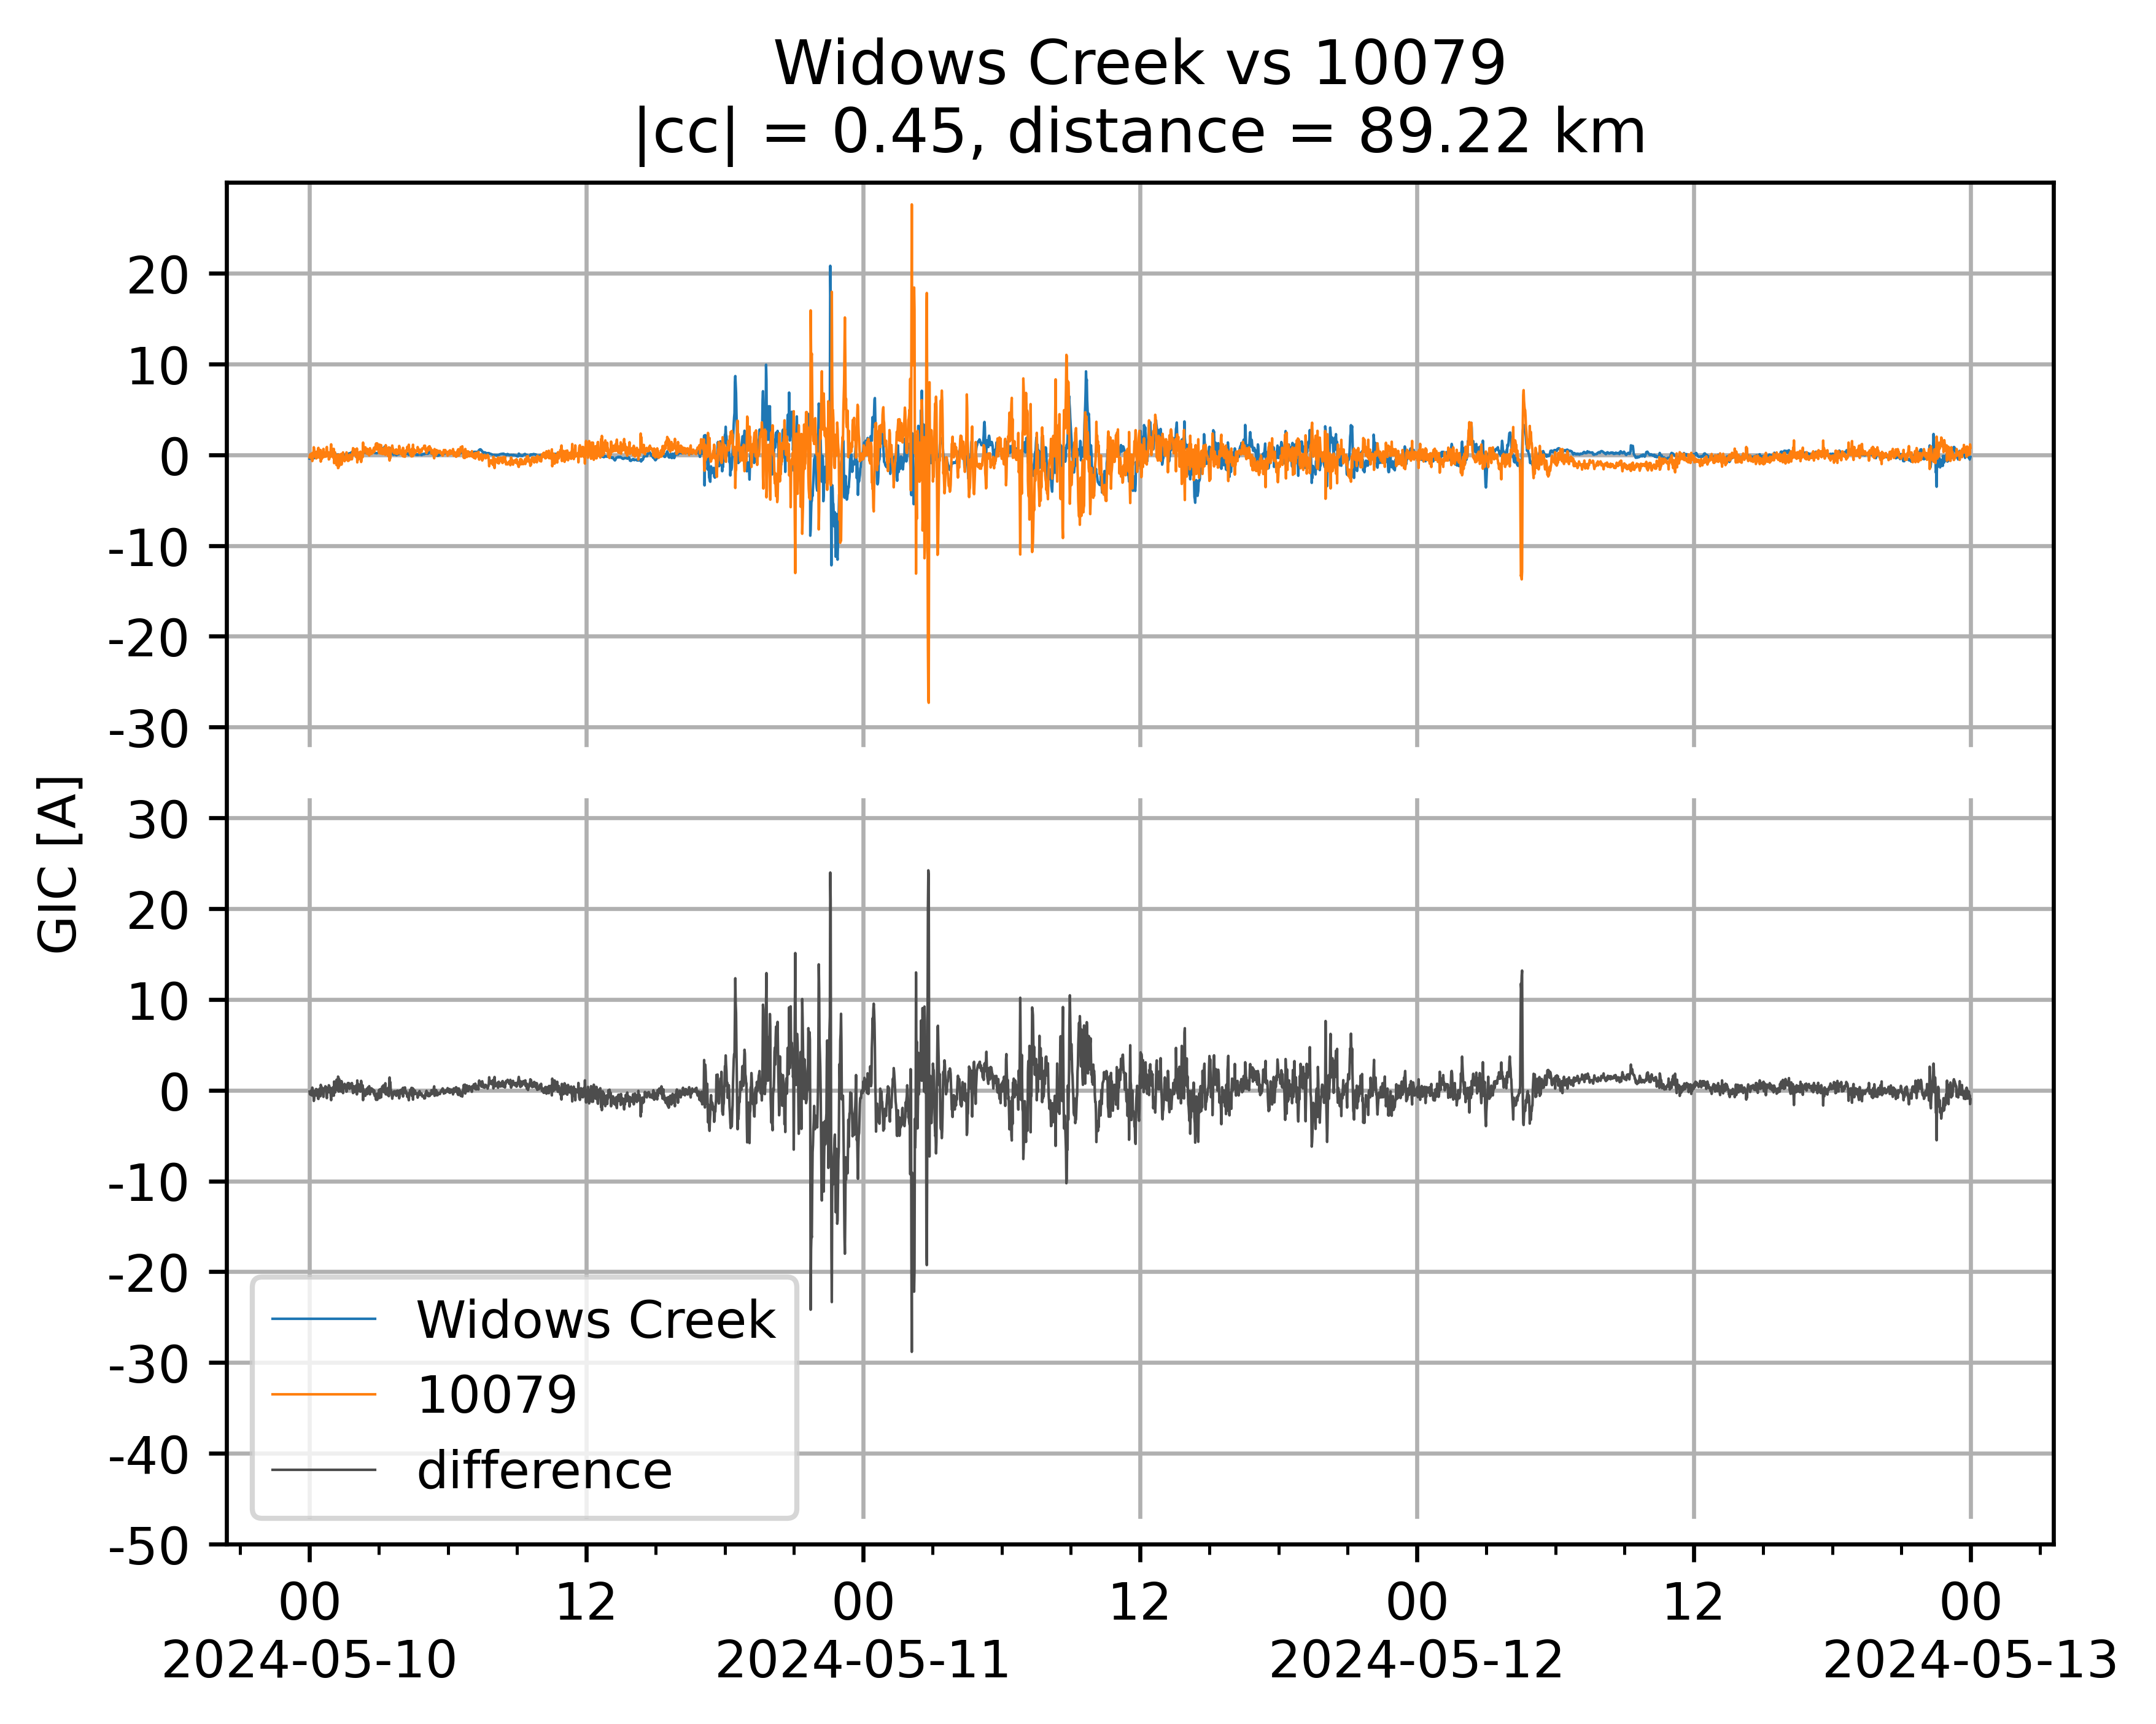 Widows Creek vs 10079
|cc| = 0.45, distance = 89.22 km
20
10
0
-10
-20
-30
30
20
10
0
-10
-20
-30
-40
-50
GIC [A]
Widows Creek
10079
difference
00 12 00 12 00 12 00
2024-05-10 2024-05-11 2024-05-12 2024-05-13